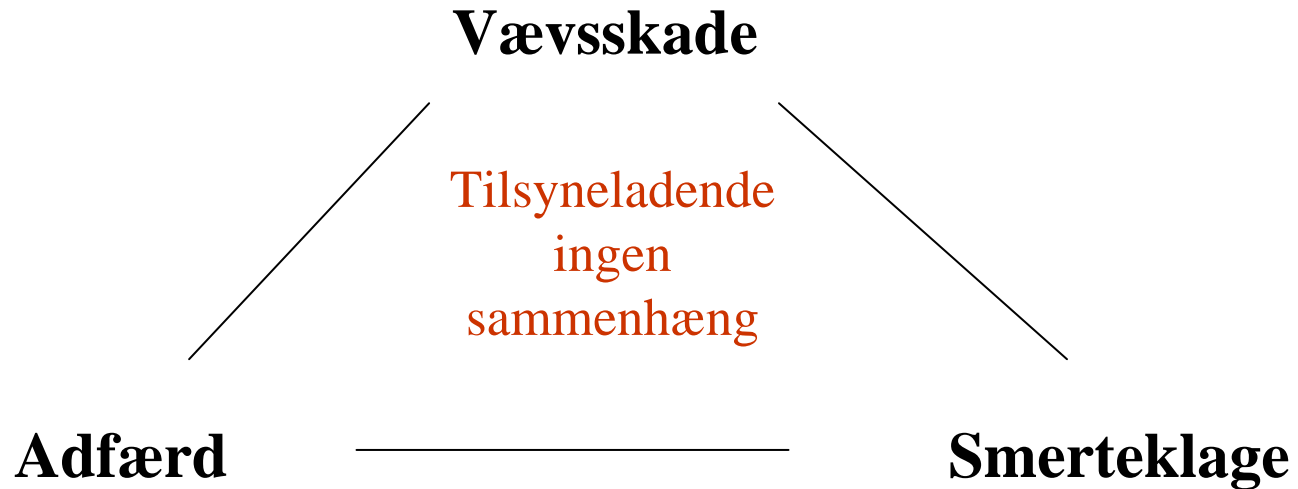 Vævsskade
Tilsyneladende
ingen
sammenhæng
Adfærd
Smerteklage